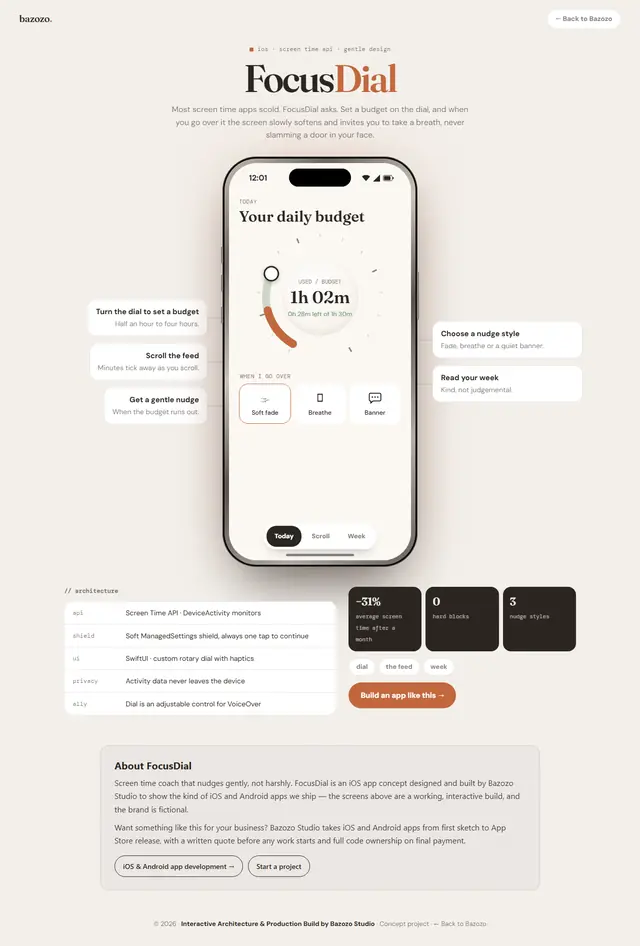 bazozo.
← Back to Bazozo
ios · screen time api · gentle design
FocusDial
Most screen time apps scold. FocusDial asks. Set a budget on the dial, and when
you go over it the screen slowly softens and invites you to take a breath, never
slamming a door in your face.
12:01
TODAY
Your daily budget
USED / BUDGET
1h 02m
0h 28m left of 1h 30m
Turn the dial to set a budget
Half an hour to four hours.
Scroll the feed
Minutes tick away as you scroll.
Get a gentle nudge
When the budget runs out.
Choose a nudge style
Fade, breathe or a quiet banner.
Read your week
Kind, not judgemental.
WHEN I GO OVER
Soft fade
Breathe
Banner
Today
Scroll
Week
// architecture
api Screen Time API · DeviceActivity monitors
shield Soft ManagedSettings shield, always one tap to continue
ui SwiftUI · custom rotary dial with haptics
privacy Activity data never leaves the device
a11y Dial is an adjustable control for VoiceOver
−31%
average screen
time after a
month
0
hard blocks
3
nudge styles
dial
the feed
week
Build an app like this →
About FocusDial
Screen time coach that nudges gently, not harshly. FocusDial is an iOS app concept designed and built by Bazozo
Studio to show the kind of iOS and Android apps we ship — the screens above are a working, interactive build, and
the brand is fictional.
Want something like this for your business? Bazozo Studio takes iOS and Android apps from first sketch to App
Store release, with a written quote before any work starts and full code ownership on final payment.
iOS & Android app development →
Start a project
© 2026 · Interactive Architecture & Production Build by Bazozo Studio · Concept project · ← Back to Bazozo